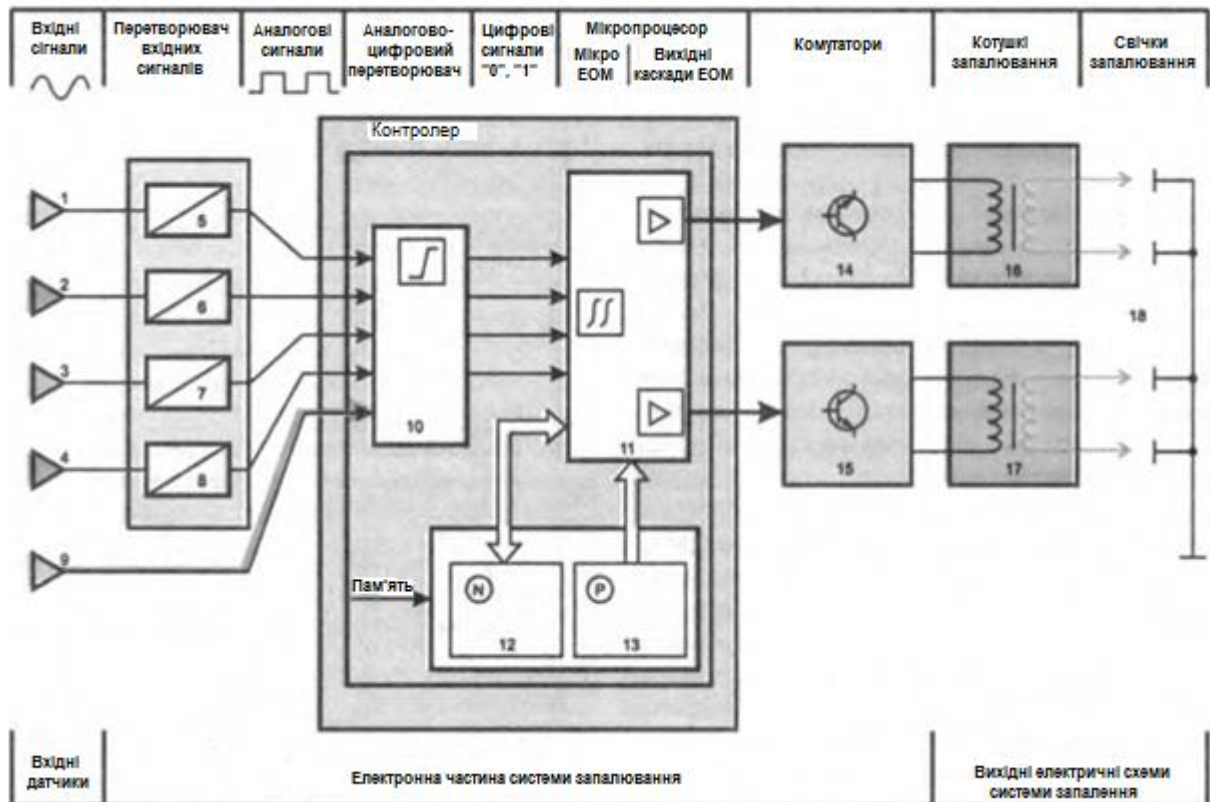 Вхідні
сігнали
Перетворювач
вхідних
сигналів
Аналогові
сигнали
Аналогово-
цифровий
перетворювач
Цифрові
сигнали
"0", "1"
Мікропроцесор
Мікро
ЕОМ
Вихідні
каскади ЕОМ
Комутатори
Котушкі
запалювання
Свічки
запалювання
Контролер
1
5
2
6
3
7
4
8
9
10
11
14
16
18
15
17
Пам'ять
N
P
12
13
Вхідні
датчики
Електронна частина системи запалювання
Вихідні електричні схеми
системи запалення